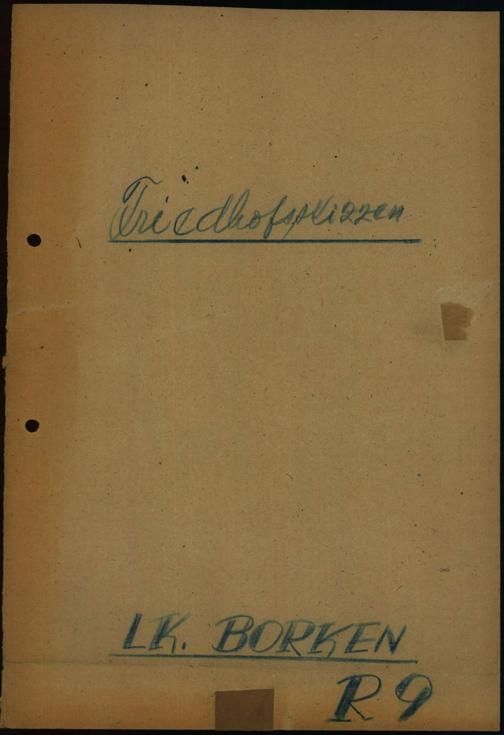 Friedhofsskizzen
LK. BORKEN
R 9